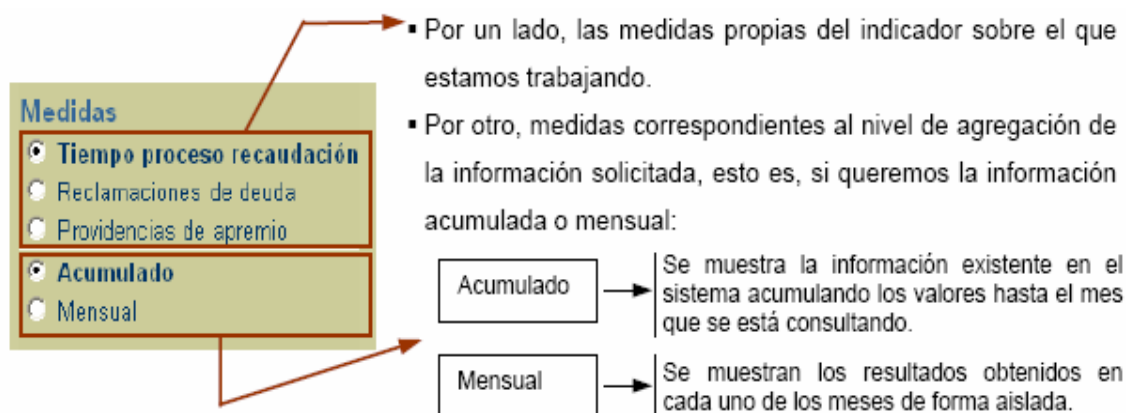 Medidas
Tiempo proceso recaudación
Reclamaciones de deuda
Providencias de apremio
Acumulado
Mensual
▪ Por un lado, las medidas propias del indicador sobre el que
estamos trabajando.
▪ Por otro, medidas correspondientes al nivel de agregación de
la información solicitada, esto es, si queremos la información
acumulada o mensual:
Acumulado
Se muestra la información existente en el
sistema acumulando los valores hasta el mes
que se está consultando.
Mensual
Se muestran los resultados obtenidos en
cada uno de los meses de forma aislada.